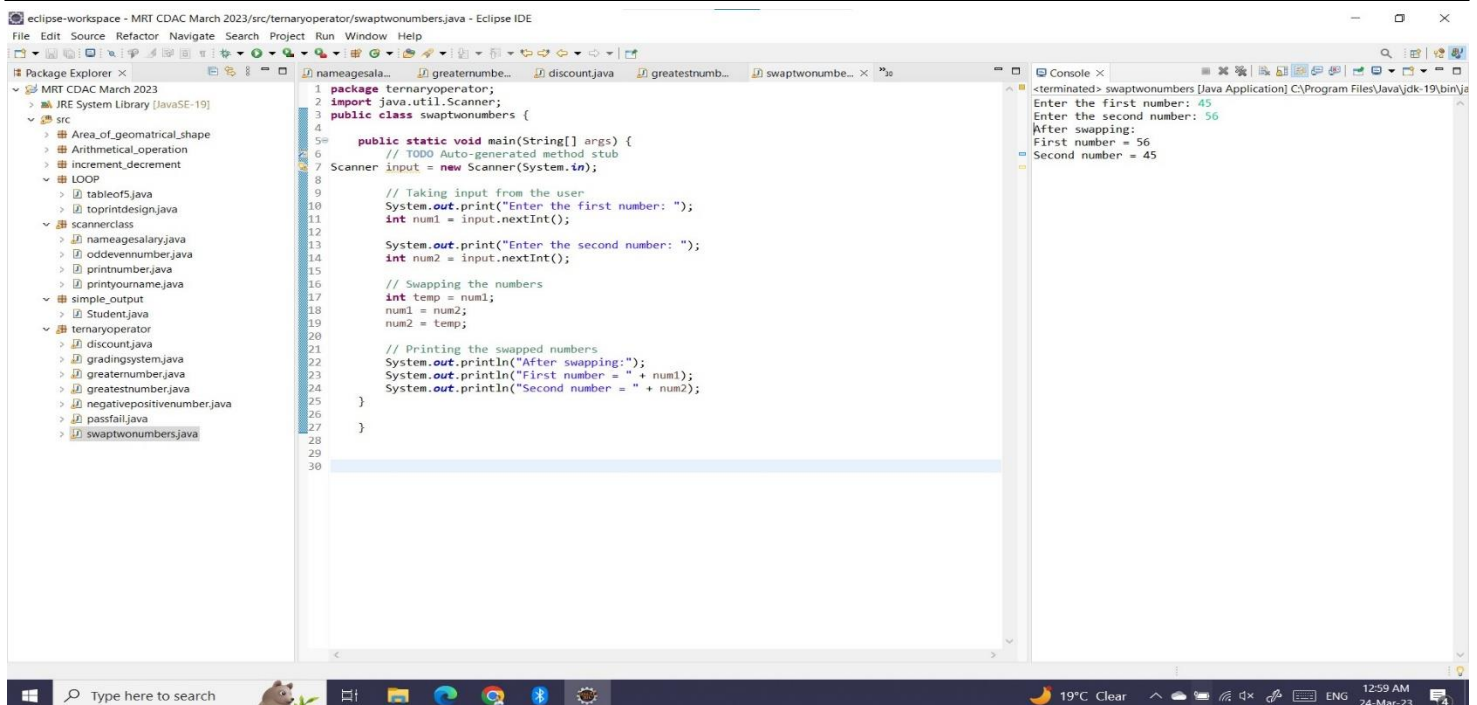 eclipse-workspace - MRT CDAC March 2023/src/ternaryoperator/swaptwonumbers.java - Eclipse IDE
File Edit Source Refactor Navigate Search Project Run Window Help
Package Explorer
MRT CDAC March 2023
JRE System Library [JavaSE-19]
src
Area_of_geomatrical_shape
Arithmetical_operation
increment_decrement
LOOP
tableof5.java
toprintdesign.java
scannerclass
nameagesalary.java
oddevennumber.java
printnumber.java
printyourname.java
simple_output
Student.java
ternaryoperator
discount.java
gradingsystem.java
greaternumber.java
greatestnumber.java
negativepositivenumber.java
passfail.java
swaptwonumbers.java
nameagesala... greaternumbe... discount.java greatestnumb... swaptwonumbe... »30
1 package ternaryoperator;
2 import java.util.Scanner;
3 public class swaptwonumbers {
4
5 public static void main(String[] args) {
6 // TODO Auto-generated method stub
7 Scanner input = new Scanner(System.in);
8
9 // Taking input from the user
10 System.out.print("Enter the first number: ");
11 int num1 = input.nextInt();
12
13 System.out.print("Enter the second number: ");
14 int num2 = input.nextInt();
15
16 // Swapping the numbers
17 int temp = num1;
18 num1 = num2;
19 num2 = temp;
20
21 // Printing the swapped numbers
22 System.out.println("After swapping:");
23 System.out.println("First number = " + num1);
24 System.out.println("Second number = " + num2);
25 }
26
27 }
28
29
30
Console
<terminated> swaptwonumbers [Java Application] C:\Program Files\Java\jdk-19\bin\ja
Enter the first number: 45
Enter the second number: 56
After swapping:
First number = 56
Second number = 45
Type here to search
19°C Clear
ENG
12:59 AM
24-Mar-23
4